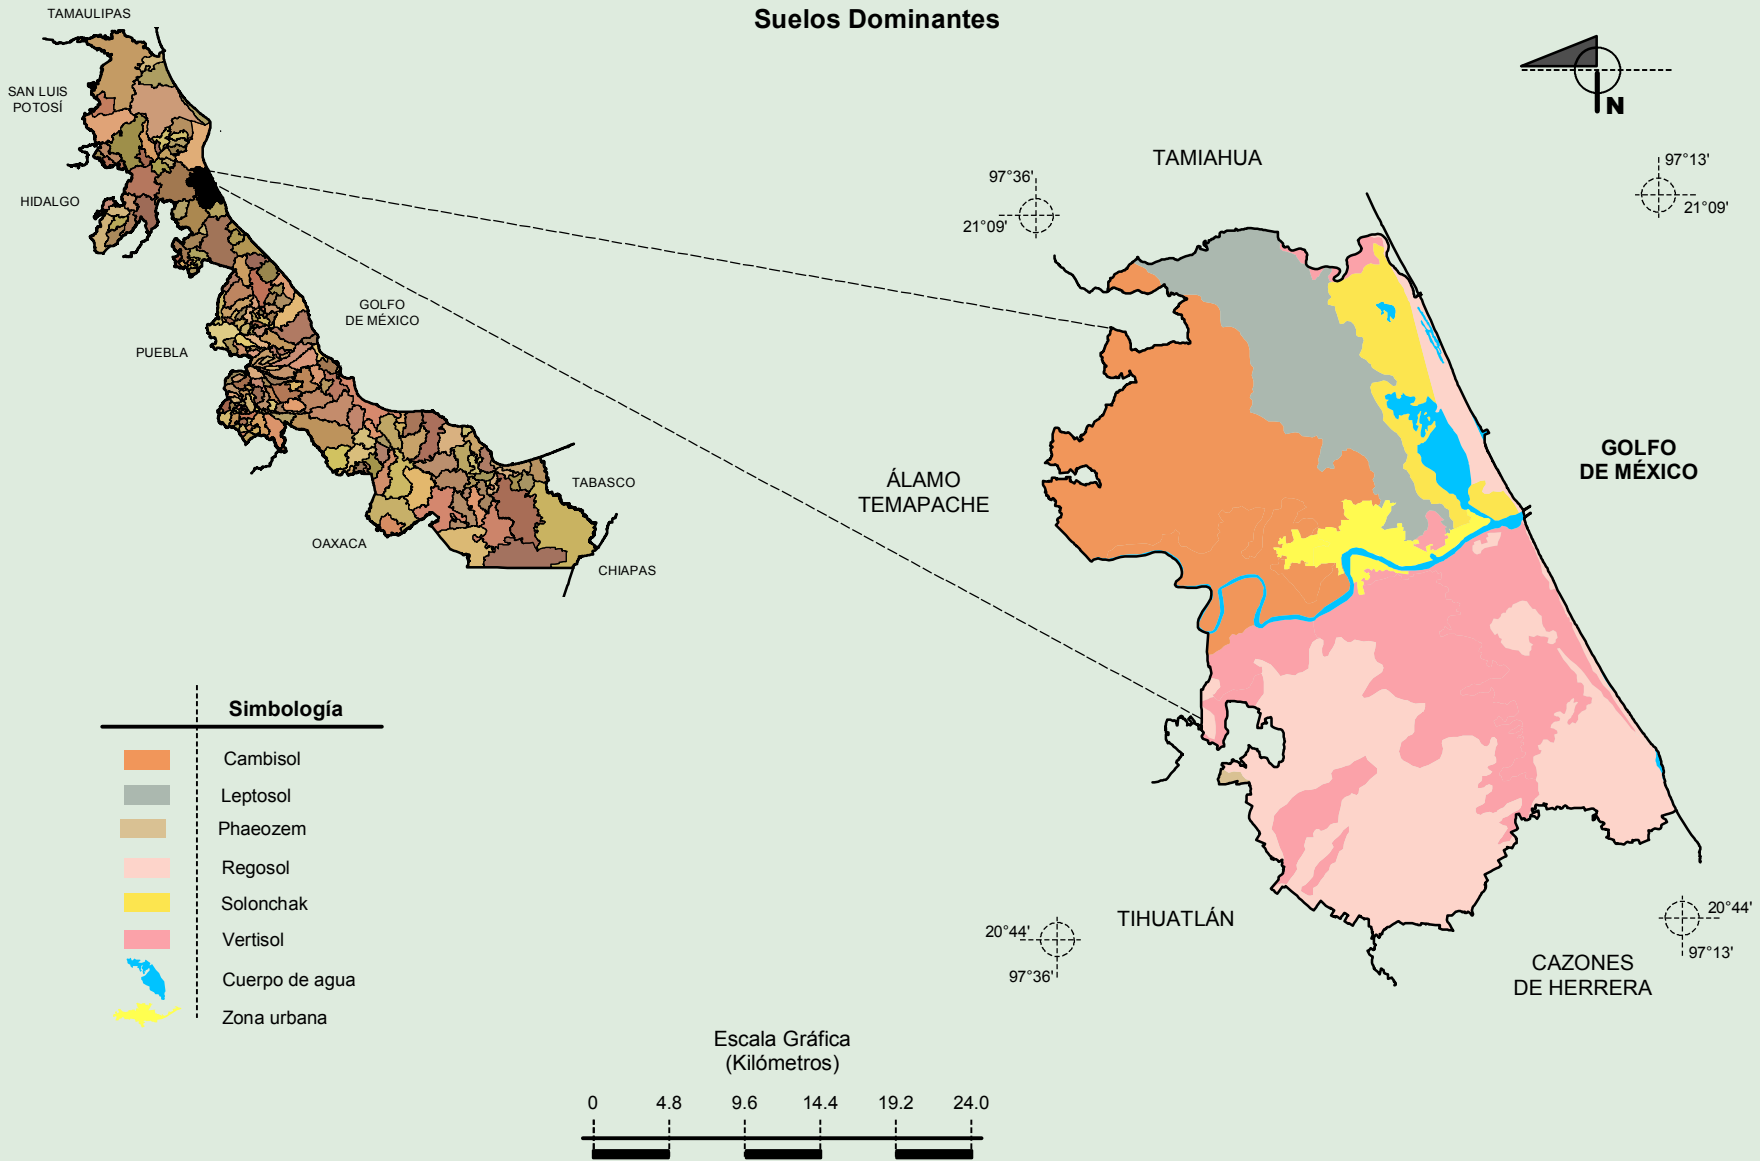 Suelos Dominantes
TAMAULIPAS
SAN LUIS
POTOSÍ
HIDALGO
GOLFO
DE MÉXICO
PUEBLA
TABASCO
OAXACA
CHIAPAS
N
TAMIAHUA
97°36'
21°09'
97°13'
21°09'
ÁLAMO
TEMAPACHE
GOLFO
DE MÉXICO
TIHUATLÁN
20°44'
97°36'
20°44'
97°13'
CAZONES
DE HERRERA
Simbología
Cambisol
Leptosol
Phaeozem
Regosol
Solonchak
Vertisol
Cuerpo de agua
Zona urbana
Escala Gráfica
(Kilómetros)
0 4.8 9.6 14.4 19.2 24.0